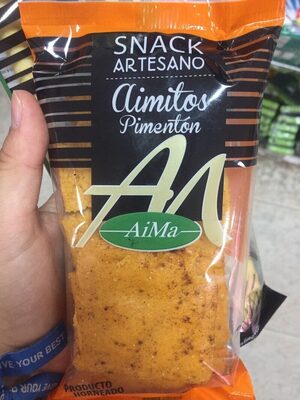 SNACK
ARTESANO
Aimitos
Pimentón
AiMa
VE YOUR BEST
PRODUCTO
HORNEADO